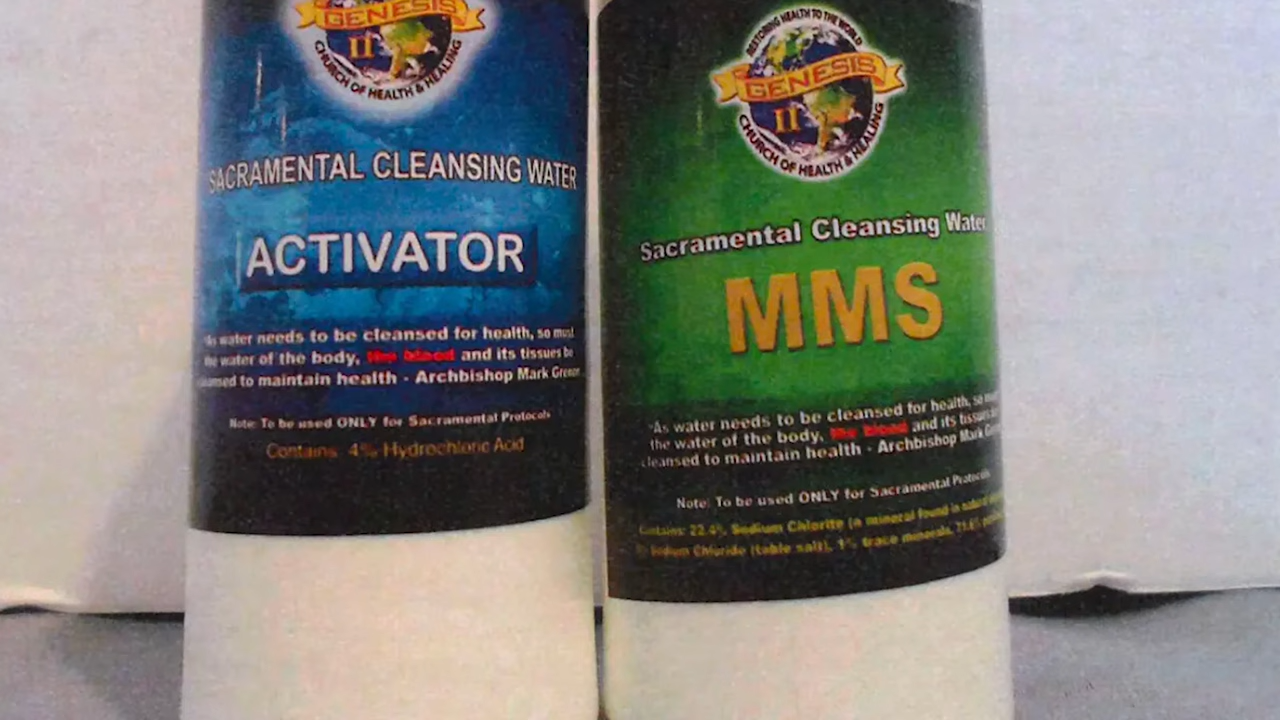 GENESIS
II
CHURCH OF HEALTH & HEALING
SACRAMENTAL CLEANSING WATER
ACTIVATOR
water needs to be cleansed for health, so must
the water of the body, the blood and its tissues be
cleansed to maintain health - Archbishop Mark
Note: To be used ONLY for Sacramental Protocols
Contains: 4% Hydrochloric Acid
RESTORING HEALTH TO THE WORLD
GENESIS
II
CHURCH OF HEALTH & HEALING
Sacramental Cleansing Water
MMS
"As water needs to be cleansed for health, so
the water of the body, the blood and its tissues
cleansed to maintain health - Archbishop Mark
Note: To be used ONLY for Sacramental Protocols
Contains: 22.4% Sodium Chlorite (a mineral found in
Sodium Chloride (table salt), 1% trace minerals,